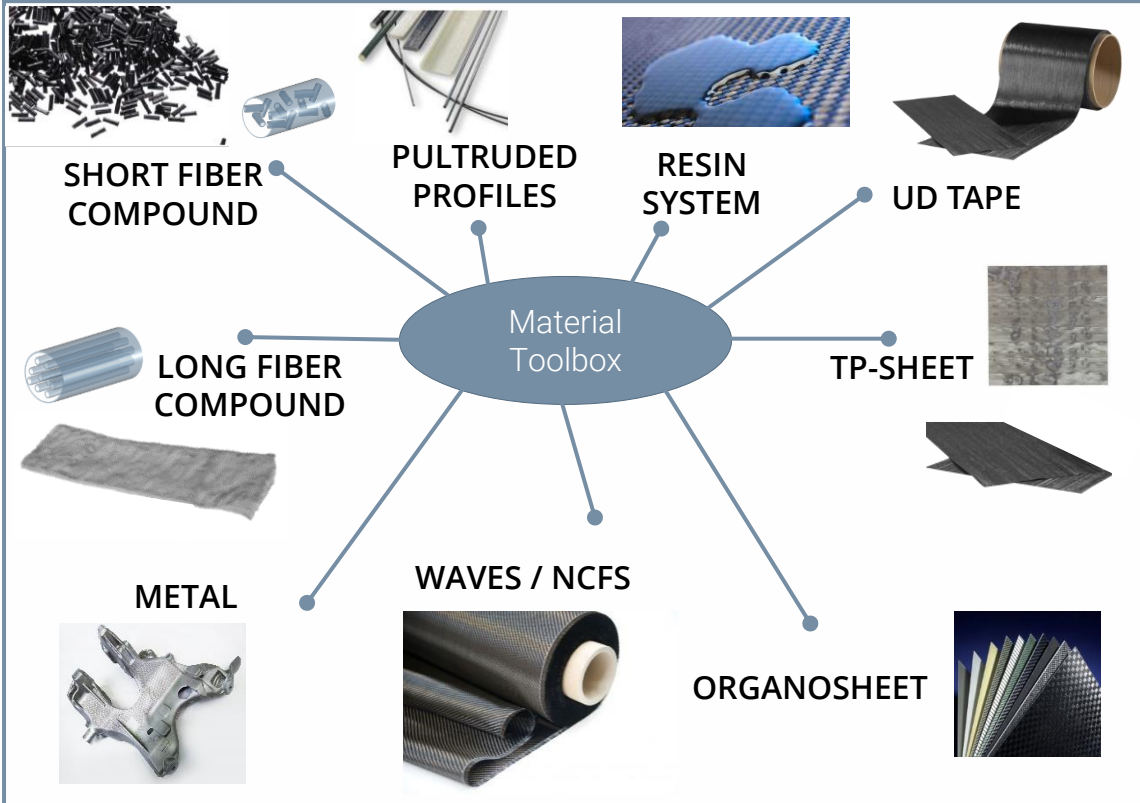 SHORT FIBER
COMPOUND
PULTRUDED
PROFILES
RESIN
SYSTEM
UD TAPE
Material
Toolbox
LONG FIBER
COMPOUND
TP-SHEET
METAL
WAVES / NCFS
ORGANOSHEET